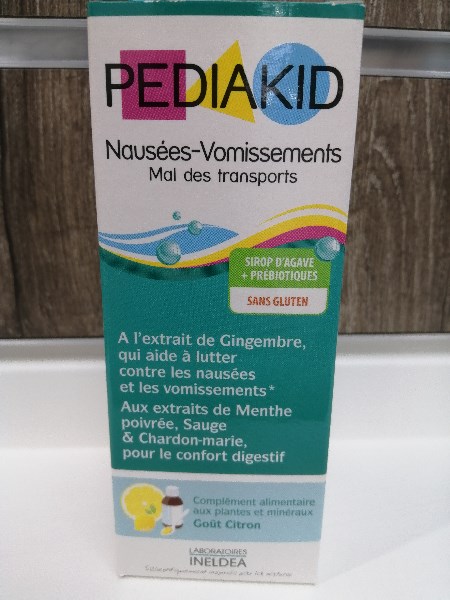 PEDIAKID
Nausées-Vomissements
Mal des transports
SIROP D'AGAVE
+ PRÉBIOTIQUES
SANS GLUTEN
A l'extrait de Gingembre,
qui aide à lutter
contre les nausées
et les vomissements*
Aux extraits de Menthe
poivrée, Sauge
& Chardon-marie,
pour le confort digestif
Complément alimentaire
aux plantes et minéraux
Goût Citron
LABORATOIRES
INELDEA